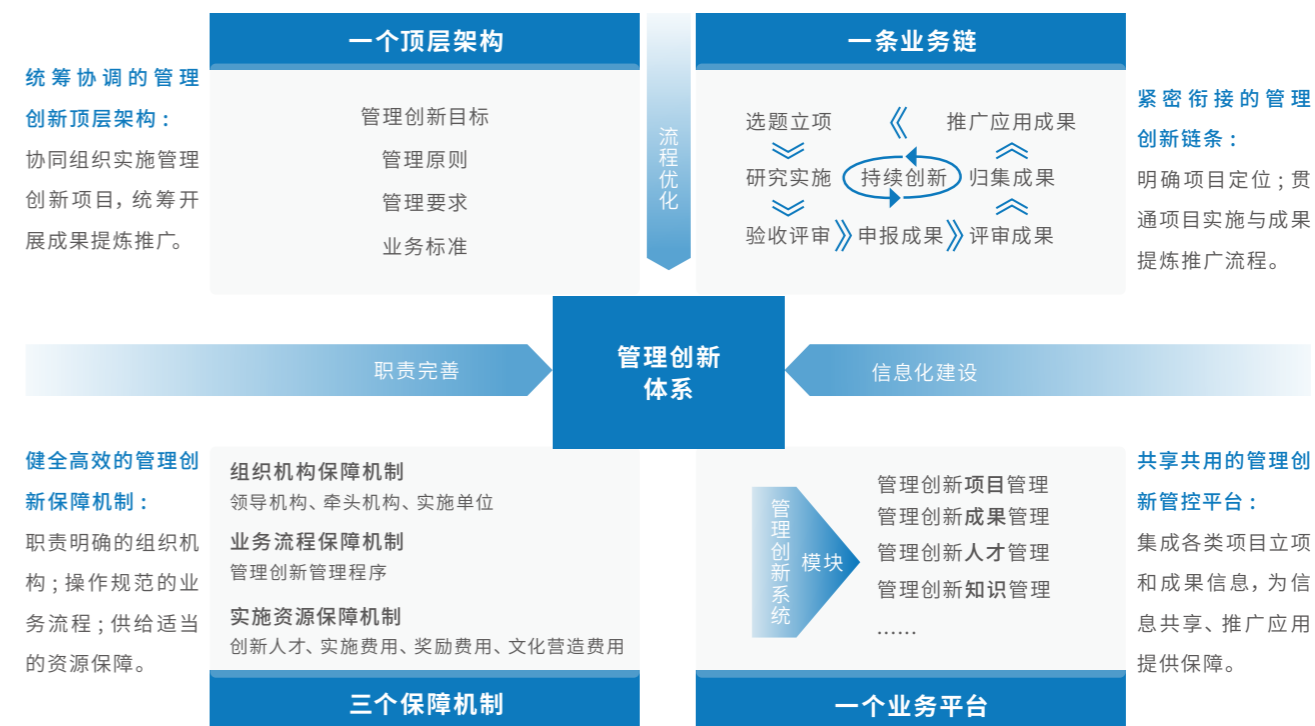 一个顶层架构
统筹协调的管理
创新顶层架构：
协同组织实施管理
创新项目，统筹开
展成果提炼推广。
管理创新目标
管理原则
管理要求
业务标准
流程优化
一条业务链
选题立项
推广应用成果
研究实施
持续创新
归集成果
验收评审
申报成果
评审成果
紧密衔接的管理
创新链条：
明确项目定位；贯
通项目实施与成果
提炼推广流程。
职责完善
管理创新
体系
信息化建设
健全高效的管理创
新保障机制：
职责明确的组织机
构；操作规范的业
务流程；供给适当
的资源保障。
组织机构保障机制
领导机构、牵头机构、实施单位
业务流程保障机制
管理创新管理程序
实施资源保障机制
创新人才、实施费用、奖励费用、文化营造费用
三个保障机制
管理创新系统
模块
管理创新项目管理
管理创新成果管理
管理创新人才管理
管理创新知识管理
……
一个业务平台
共享共用的管理创
新管控平台：
集成各类项目立项
和成果信息，为信
息共享、推广应用
提供保障。